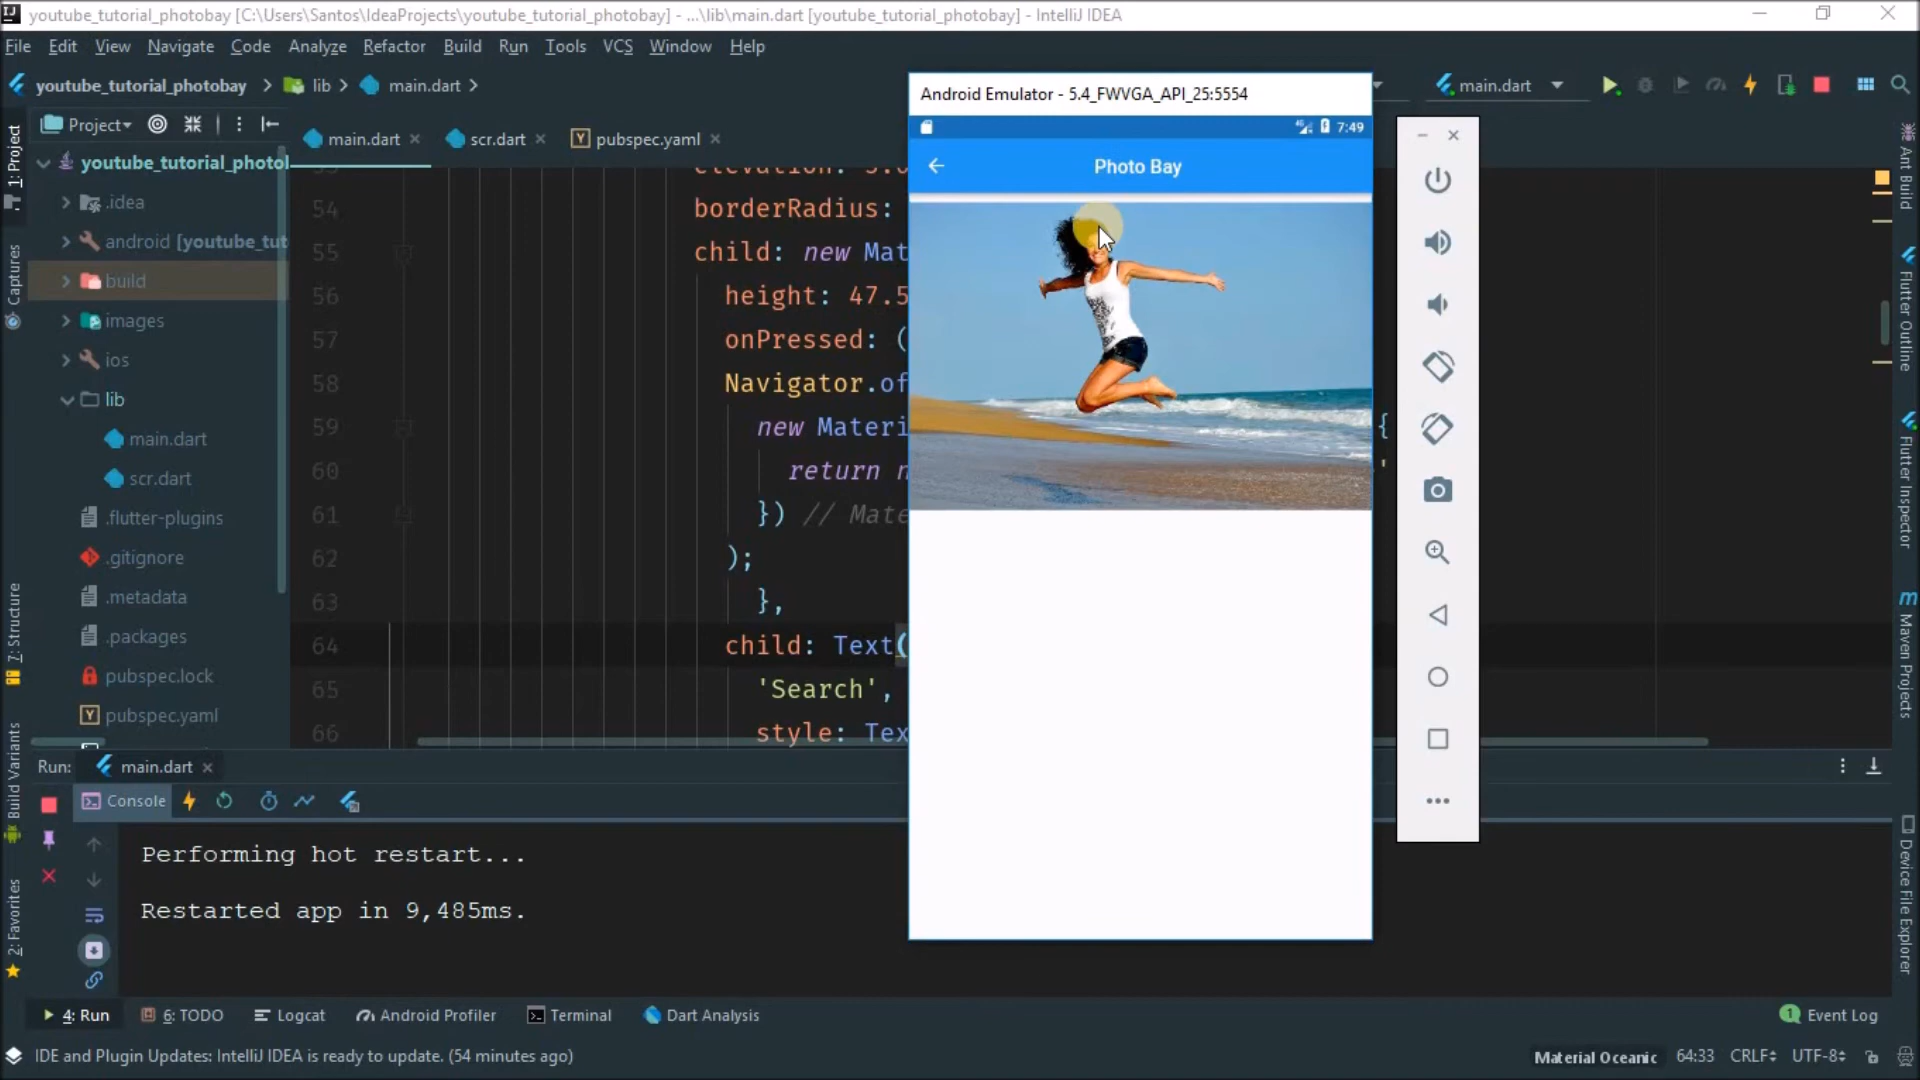 youtube_tutorial_photobay [C:\Users\Santos\IdeaProjects\youtube_tutorial_photobay] - ...\lib\main.dart [youtube_tutorial_photobay] - IntelliJ IDEA
File Edit View Navigate Code Analyze Refactor Build Run Tools VCS Window Help
youtube_tutorial_photobay lib main.dart
main.dart
Project
main.dart scr.dart pubspec.yaml
youtube_tutorial_photol
.idea
android [youtube_tut
build
images
ios
lib
main.dart
scr.dart
.flutter-plugins
.gitignore
.metadata
.packages
pubspec.lock
pubspec.yaml
1: Project
Captures
7: Structure
Build Variants
2: Favorites
54 borderRadius:
55 child: new Mat
56 height: 47.5
57 onPressed: (
58 Navigator.of
59 new Materi {
60 return n '
61 }) // Mate
62 );
63 },
64 child: Text(
65 'Search',
66 style: Tex
Android Emulator - 5.4_FWVGA_API_25:5554
7:49
Photo Bay
Ant Build
Flutter Outline
Flutter Inspector
m Maven Projects
Device File Explorer
Run: main.dart
Console
Performing hot restart...
Restarted app in 9,485ms.
4: Run 6: TODO Logcat Android Profiler Terminal Dart Analysis 1 Event Log
IDE and Plugin Updates: IntelliJ IDEA is ready to update. (54 minutes ago) Material Oceanic 64:33 CRLF UTF-8